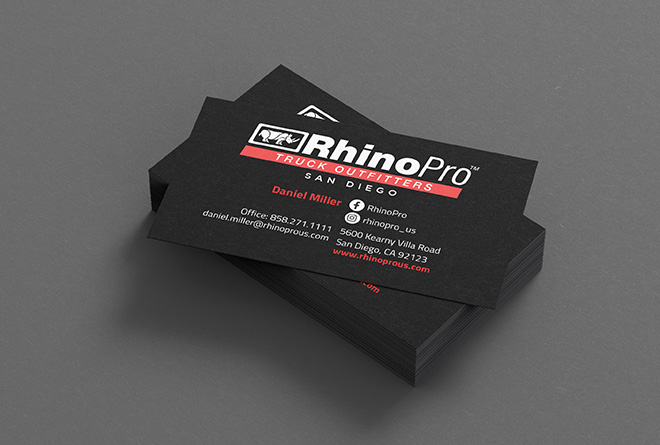 RhinoPro™
TRUCK OUTFITTERS
SAN DIEGO
Daniel Miller
Office: 858.271.1111
daniel.miller@rhinoprous.com
RhinoPro
rhinopro_us
5600 Kearny Villa Road
San Diego, CA 92123
www.rhinoprous.com
.com